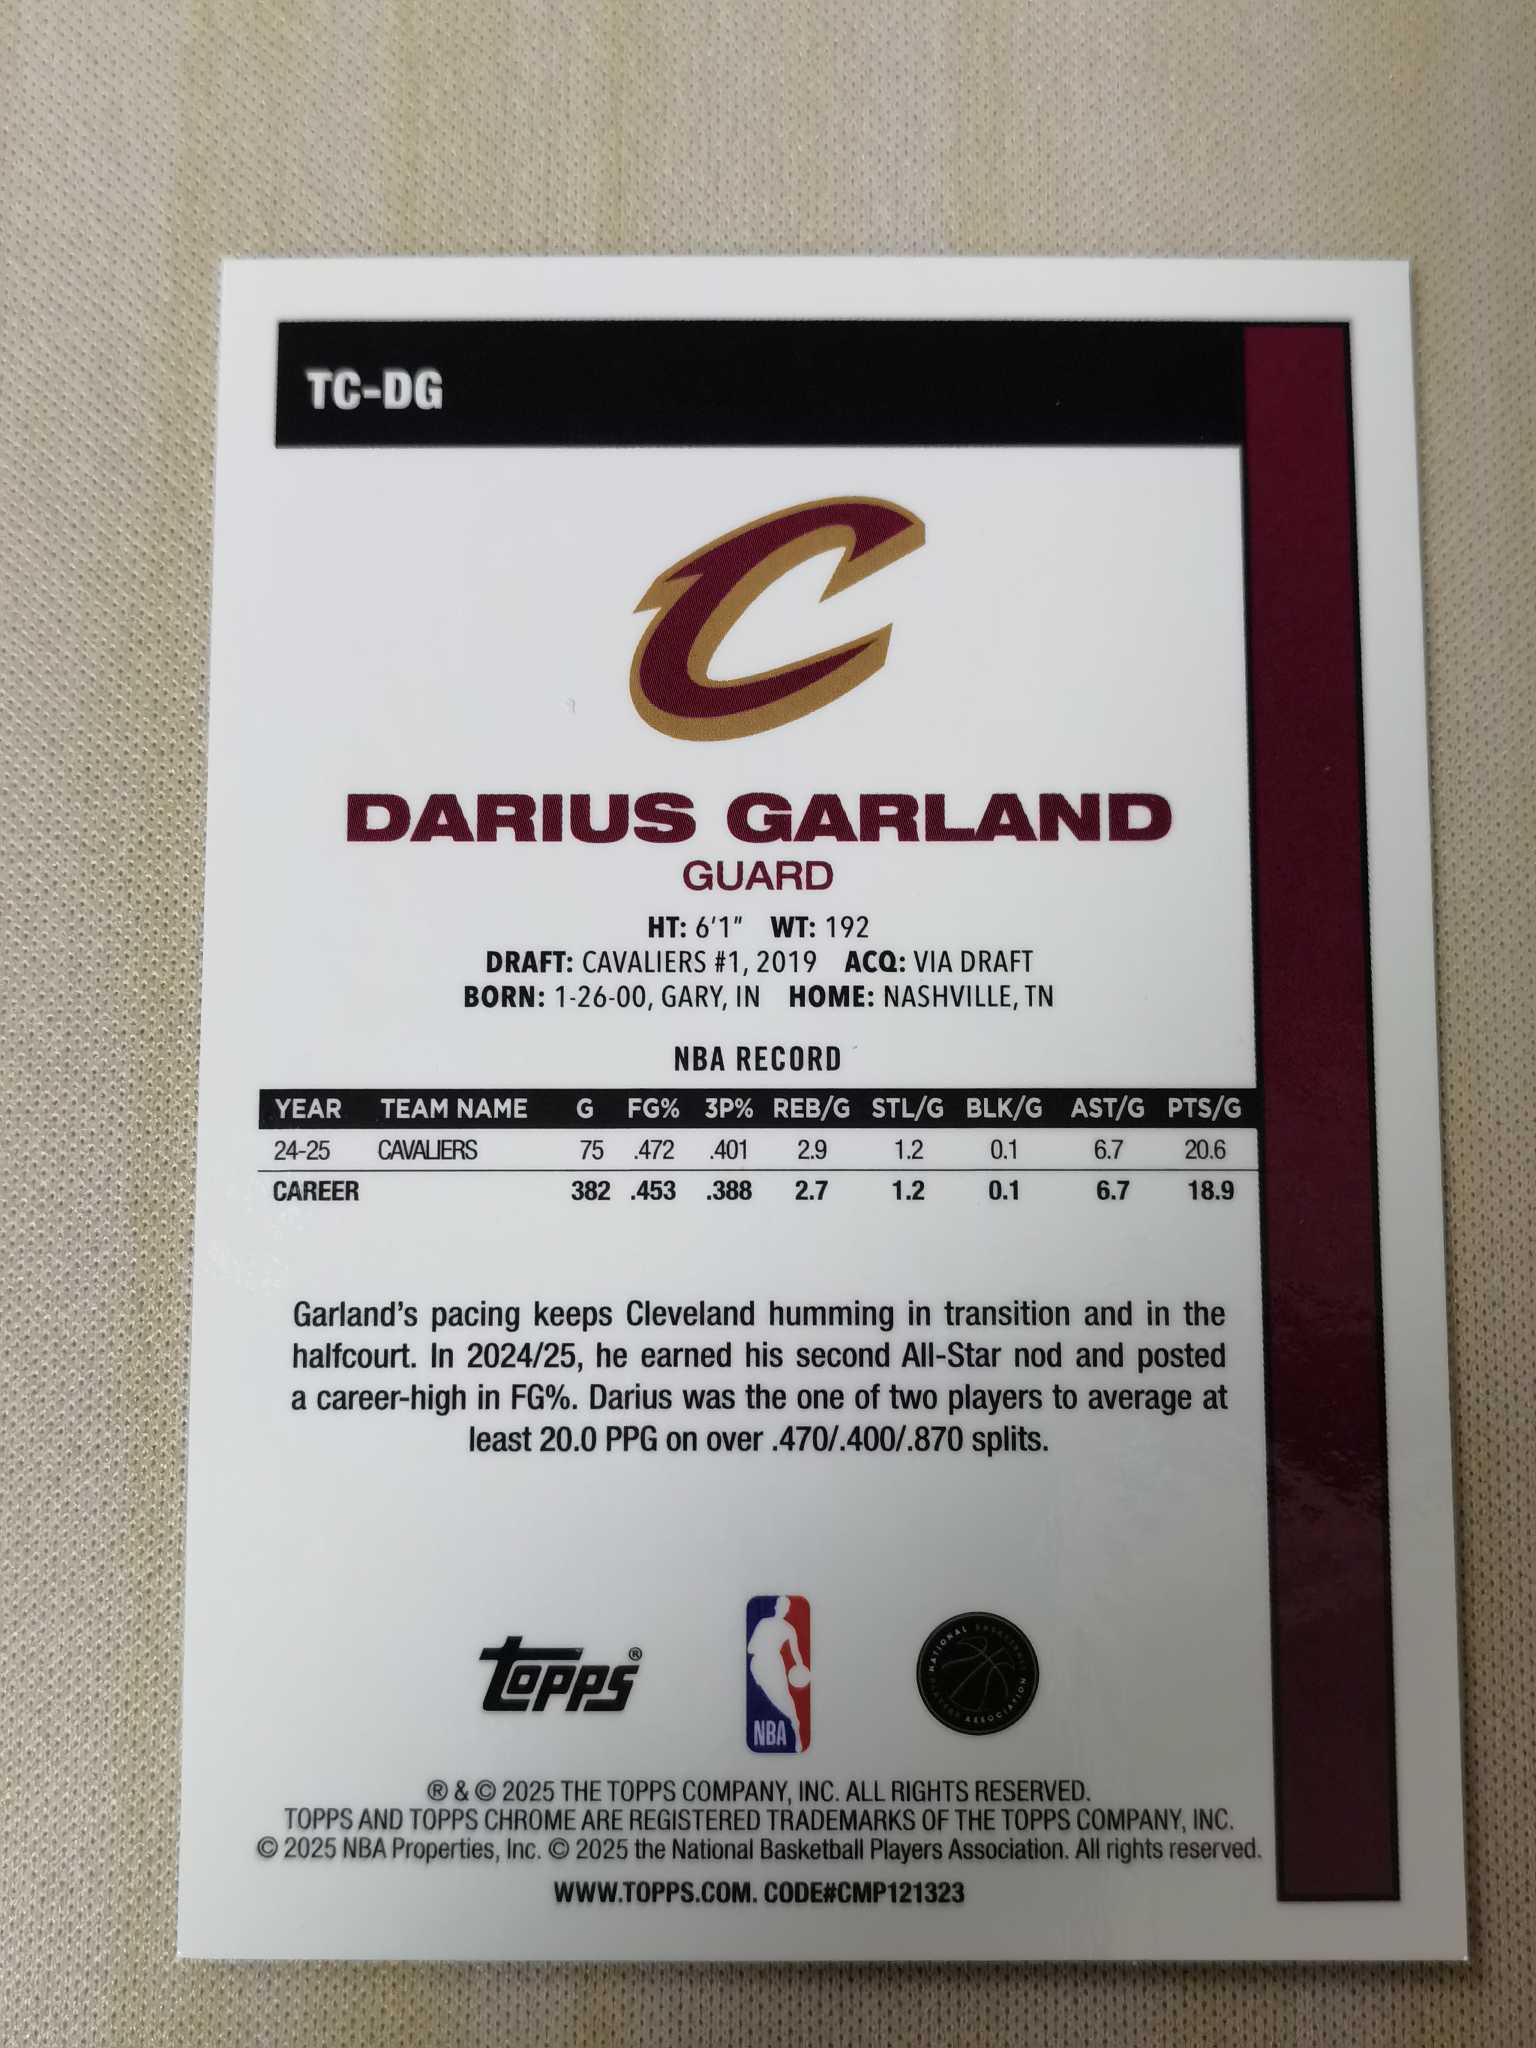 TC-DG
DARIUS GARLAND
GUARD
HT: 6'1" WT: 192
DRAFT: CAVALIERS #1, 2019 ACQ: VIA DRAFT
BORN: 1-26-00, GARY, IN HOME: NASHVILLE, TN
NBA RECORD
YEAR TEAM NAME G FG% 3P% REB/G STL/G BLK/G AST/G PTS/G
24-25 CAVALIERS 75 .472 .401 2.9 1.2 0.1 6.7 20.6
CAREER 382 .453 .388 2.7 1.2 0.1 6.7 18.9
Garland's pacing keeps Cleveland humming in transition and in the
halfcourt. In 2024/25, he earned his second All-Star nod and posted
a career-high in FG%. Darius was the one of two players to average at
least 20.0 PPG on over .470/.400/.870 splits.
Topps®
NBA
NATIONAL BASKETBALL PLAYERS ASSOCIATION
® & © 2025 THE TOPPS COMPANY, INC. ALL RIGHTS RESERVED.
TOPPS AND TOPPS CHROME ARE REGISTERED TRADEMARKS OF THE TOPPS COMPANY, INC.
© 2025 NBA Properties, Inc. © 2025 the National Basketball Players Association. All rights reserved.
WWW.TOPPS.COM. CODE#CMP121323